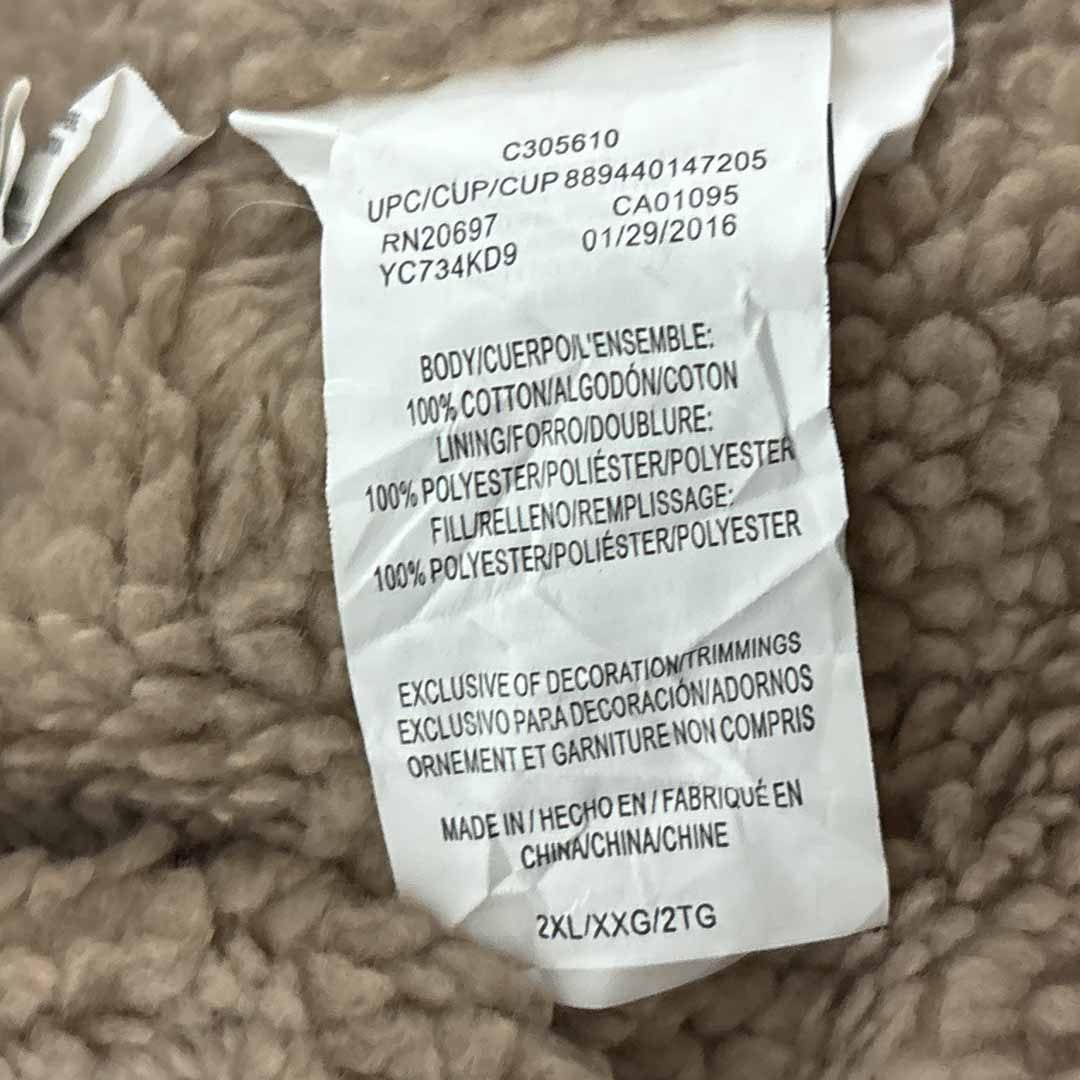 C305610
UPC/CUP/CUP 889440147205
RN20697 CA01095
YC734KD9 01/29/2016
BODY/CUERPO/L'ENSEMBLE:
100% COTTON/ALGODÓN/COTON
LINING/FORRO/DOUBLURE:
100% POLYESTER/POLIÉSTER/POLYESTER
FILL/RELLENO/REMPLISSAGE:
100% POLYESTER/POLIÉSTER/POLYESTER
EXCLUSIVE OF DECORATION/TRIMMINGS
EXCLUSIVO PARA DECORACIÓN/ADORNOS
ORNEMENT ET GARNITURE NON COMPRIS
MADE IN / HECHO EN / FABRIQUÉ EN
CHINA/CHINA/CHINE
2XL/XXG/2TG